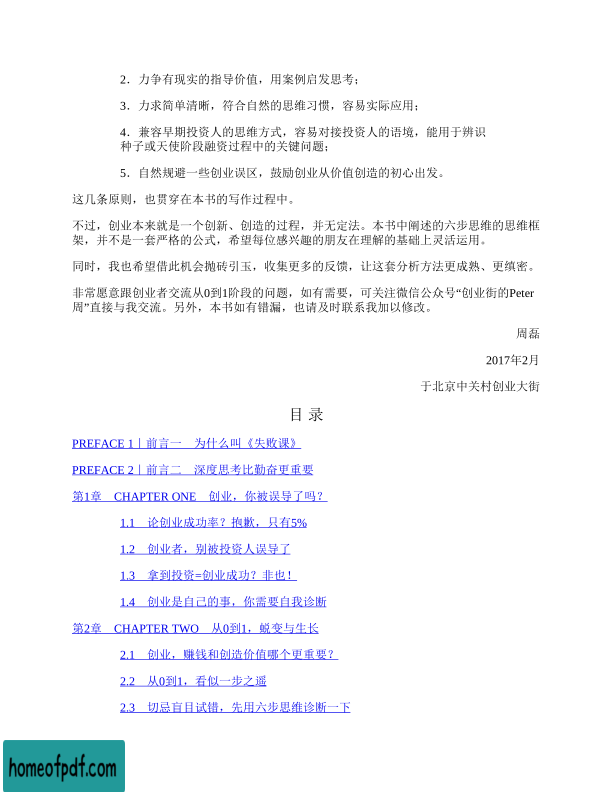 2．力争有现实的指导价值，用案例启发思考；
3．力求简单清晰，符合自然的思维习惯，容易实际应用；
4．兼容早期投资人的思维方式，容易对接投资人的语境，能用于辨识
种子或天使阶段融资过程中的关键问题；
5．自然规避一些创业误区，鼓励创业从价值创造的初心出发。
这几条原则，也贯穿在本书的写作过程中。
不过，创业本来就是一个创新、创造的过程，并无定法。本书中阐述的六步思维的思维框
架，并不是一套严格的公式，希望每位感兴趣的朋友在理解的基础上灵活运用。
同时，我也希望借此机会抛砖引玉，收集更多的反馈，让这套分析方法更成熟、更缜密。
非常愿意跟创业者交流从0到1阶段的问题，如有需要，可关注微信公众号“创业街的Peter
周”直接与我交流。另外，本书如有错漏，也请及时联系我加以修改。
周磊
2017年2月
于北京中关村创业大街
目 录
PREFACE 1｜前言一　为什么叫《失败课》
PREFACE 2｜前言二　深度思考比勤奋更重要
第1章　CHAPTER ONE　创业，你被误导了吗？
1.1　论创业成功率？抱歉，只有5%
1.2　创业者，别被投资人误导了
1.3　拿到投资=创业成功？非也！
1.4　创业是自己的事，你需要自我诊断
第2章　CHAPTER TWO　从0到1，蜕变与生长
2.1　创业，赚钱和创造价值哪个更重要？
2.2　从0到1，看似一步之遥
2.3　切忌盲目试错，先用六步思维诊断一下
homeofpdf.com